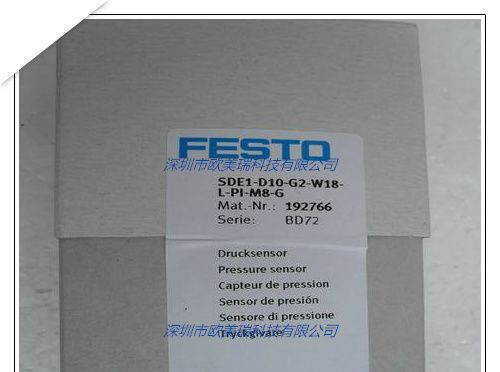 FESTO
深圳市欧美瑞科技有限公司
SDE1-D10-G2-W18-
L-PI-M8-G
Mat.-Nr.: 192766
Serie: BD72
Drucksensor
Pressure sensor
Capteur de pression
Sensor de presión
Sensore di pressione
深圳市欧美瑞科技有限公司
Tryckgivare